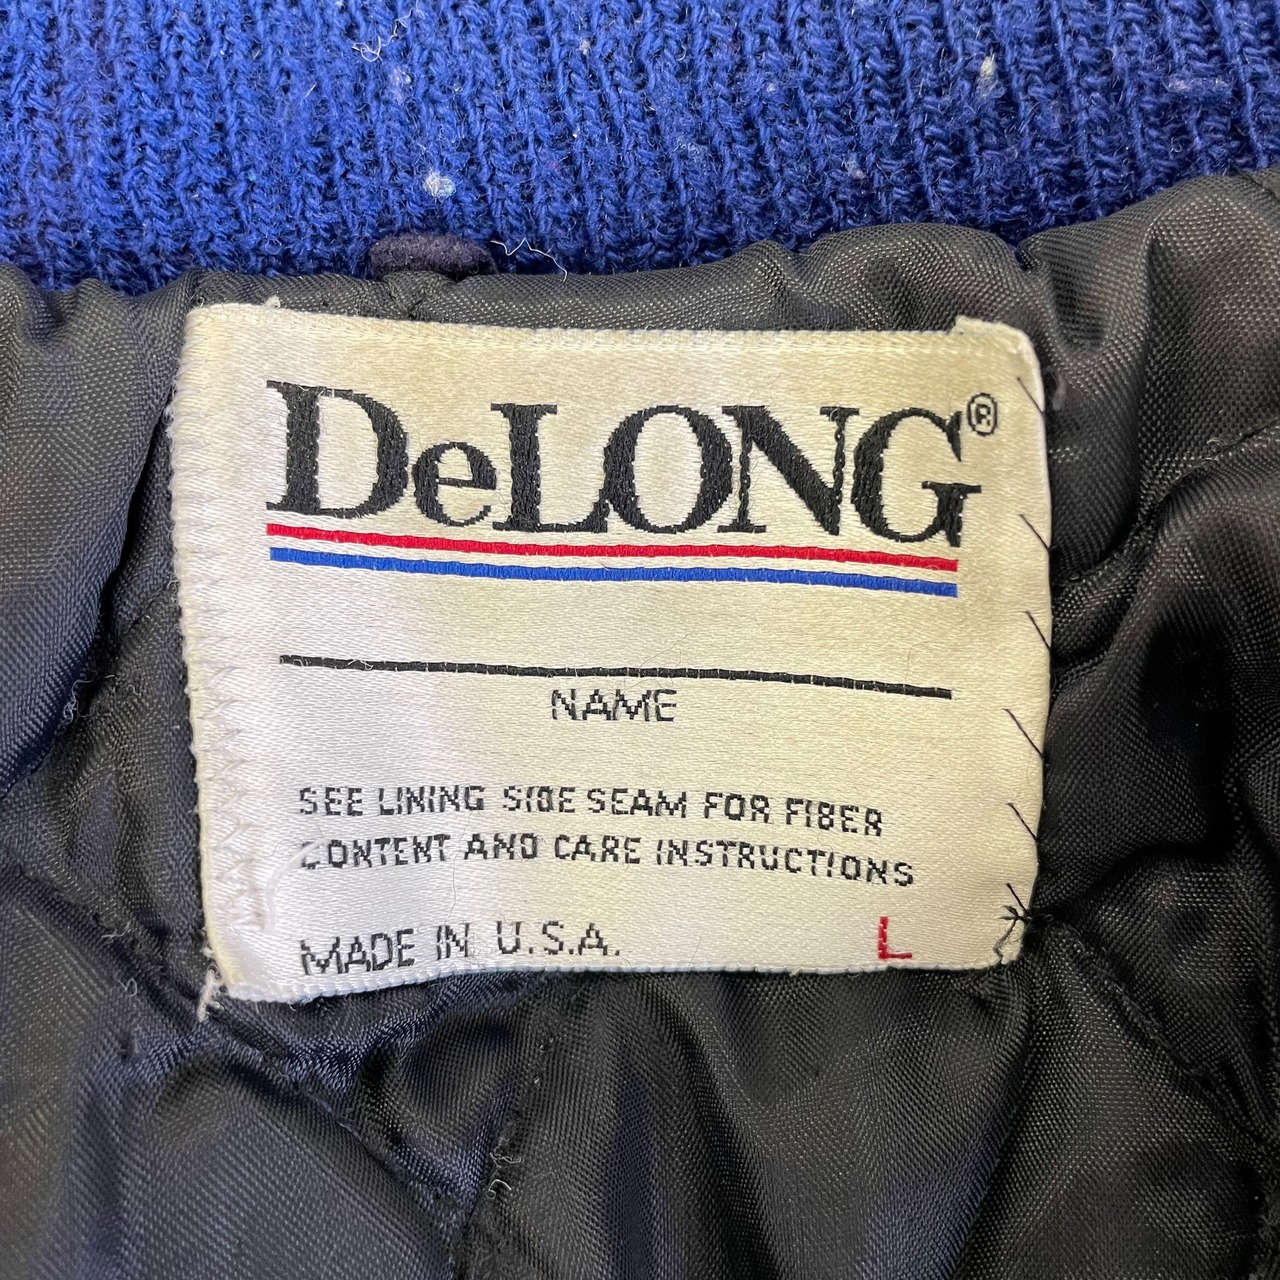 DeLONG®
NAME
SEE LINING SIDE SEAM FOR FIBER
CONTENT AND CARE INSTRUCTIONS
MADE IN U.S.A. L